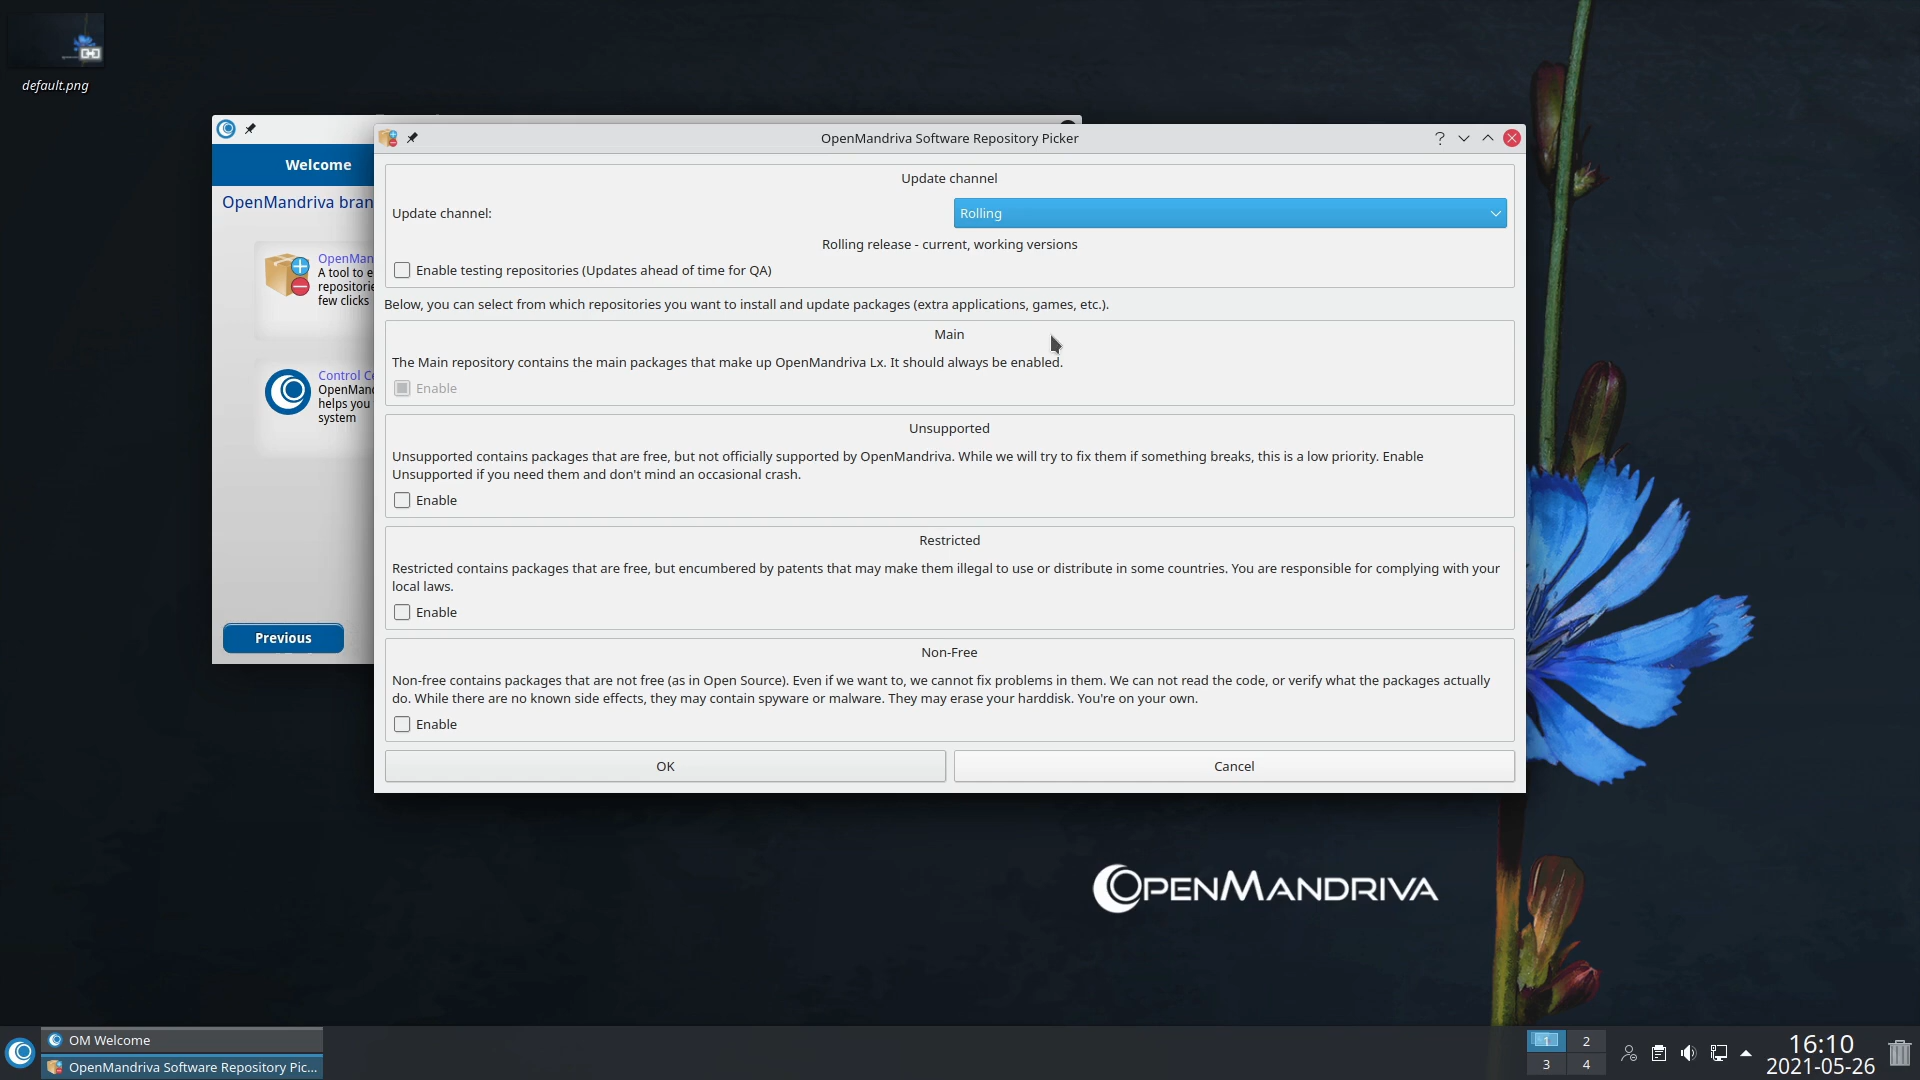 default.png
OpenMandriva Software Repository Picker
Welcome
OpenMandriva bran
OpenMan
A tool to e
repositorie
few clicks
Control Ce
OpenMand
helps you
system
Previous
Update channel
Update channel:
Rolling
Rolling release - current, working versions
Enable testing repositories (Updates ahead of time for QA)
Below, you can select from which repositories you want to install and update packages (extra applications, games, etc.).
Main
The Main repository contains the main packages that make up OpenMandriva Lx. It should always be enabled.
Enable
Unsupported
Unsupported contains packages that are free, but not officially supported by OpenMandriva. While we will try to fix them if something breaks, this is a low priority. Enable
Unsupported if you need them and don't mind an occasional crash.
Enable
Restricted
Restricted contains packages that are free, but encumbered by patents that may make them illegal to use or distribute in some countries. You are responsible for complying with your
local laws.
Enable
Non-Free
Non-free contains packages that are not free (as in Open Source). Even if we want to, we cannot fix problems in them. We can not read the code, or verify what the packages actually
do. While there are no known side effects, they may contain spyware or malware. They may erase your harddisk. You're on your own.
Enable
OK
Cancel
OPENMANDRIVA
OM Welcome
OpenMandriva Software Repository Pic...
1
2
3
4
16:10
2021-05-26